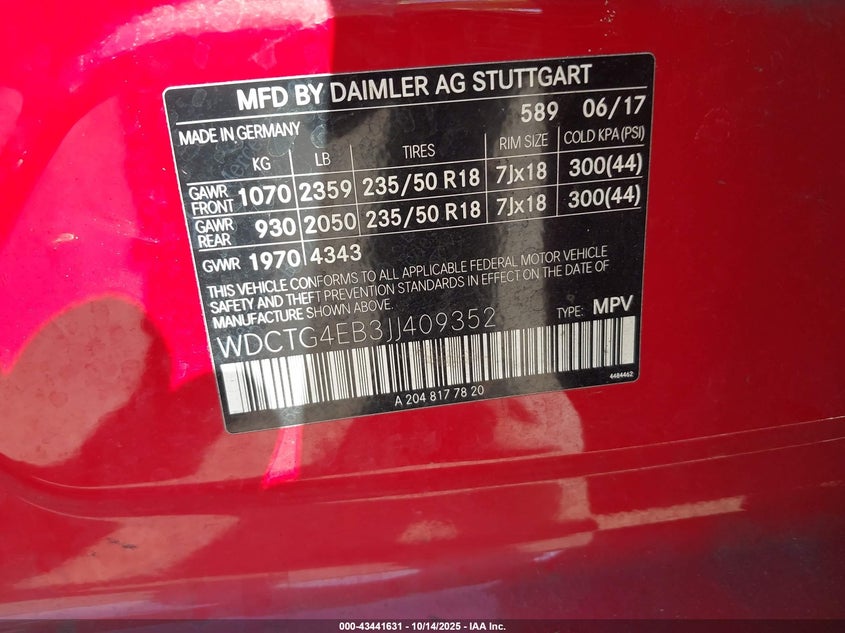 MFD BY DAIMLER AG STUTTGART
589 06/17
MADE IN GERMANY
KG LB TIRES RIM SIZE COLD KPA (PSI)
GAWR FRONT 1070 2359 235/50 R18 7Jx18 300(44)
GAWR REAR 930 2050 235/50 R18 7Jx18 300(44)
GVWR 1970 4343
THIS VEHICLE CONFORMS TO ALL APPLICABLE FEDERAL MOTOR VEHICLE
SAFETY AND THEFT PREVENTION STANDARDS IN EFFECT ON THE DATE OF
MANUFACTURE SHOWN ABOVE.
WDCTG4EB3JJ409352 TYPE: MPV
A 204 817 78 20
4484462
000-43441631 - 10/14/2025 - IAA Inc.